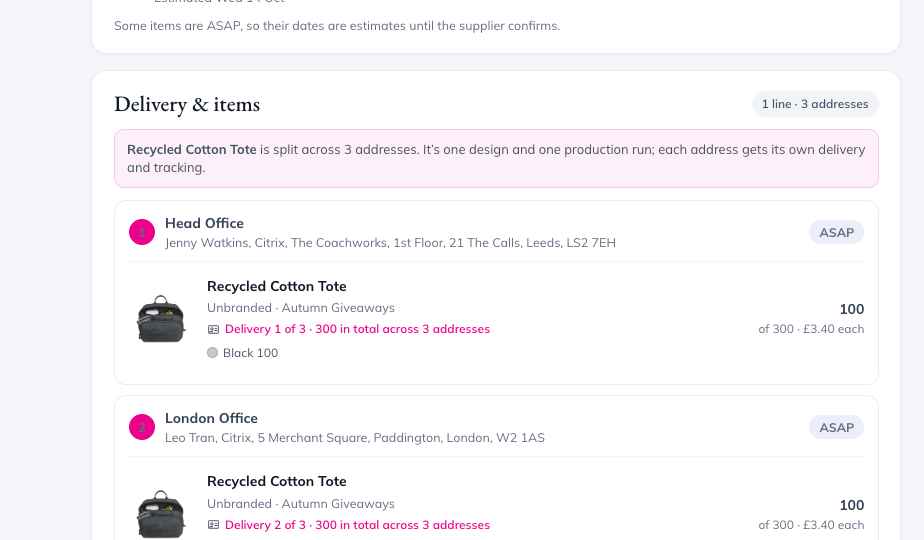 Some items are ASAP, so their dates are estimates until the supplier confirms.
Delivery & items
1 line · 3 addresses
Recycled Cotton Tote is split across 3 addresses. It’s one design and one production run; each address gets its own delivery
and tracking.
1
Head Office
Jenny Watkins, Citrix, The Coachworks, 1st Floor, 21 The Calls, Leeds, LS2 7EH
ASAP
Recycled Cotton Tote
Unbranded · Autumn Giveaways
100
Delivery 1 of 3 · 300 in total across 3 addresses
of 300 · £3.40 each
Black 100
2
London Office
Leo Tran, Citrix, 5 Merchant Square, Paddington, London, W2 1AS
ASAP
Recycled Cotton Tote
Unbranded · Autumn Giveaways
100
Delivery 2 of 3 · 300 in total across 3 addresses
of 300 · £3.40 each